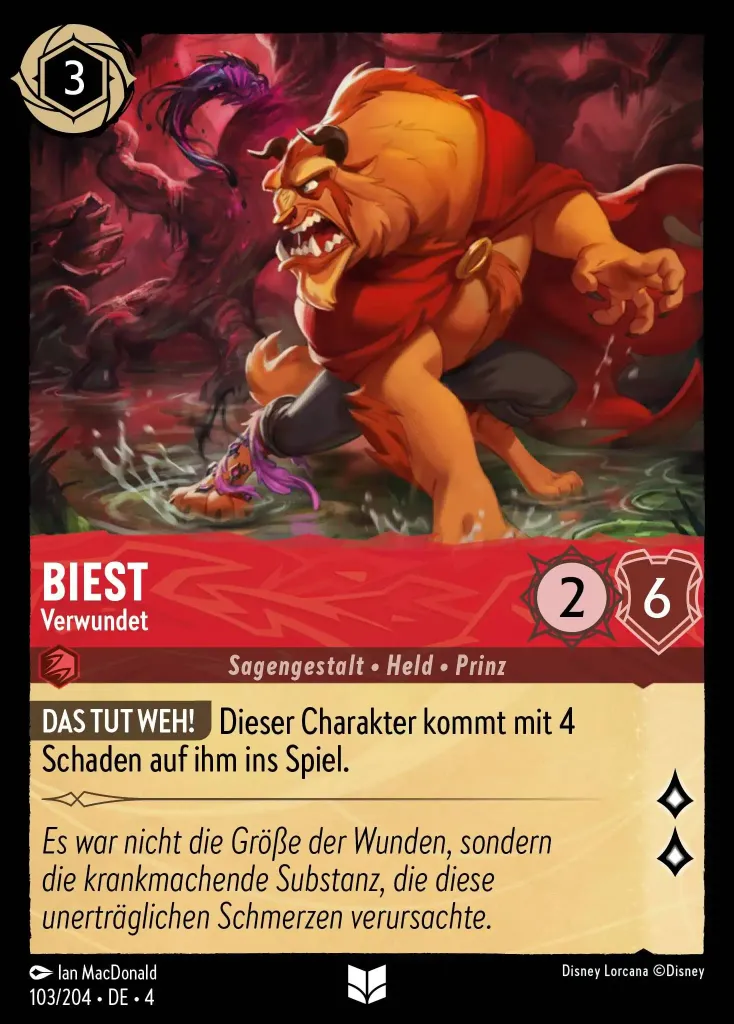 3
BIEST
Verwundet
2
6
Sagengestalt • Held • Prinz
DAS TUT WEH! Dieser Charakter kommt mit 4
Schaden auf ihm ins Spiel.
Es war nicht die Größe der Wunden, sondern
die krankmachende Substanz, die diese
unerträglichen Schmerzen verursachte.
Ian MacDonald
103/204 • DE • 4
Disney Lorcana ©Disney